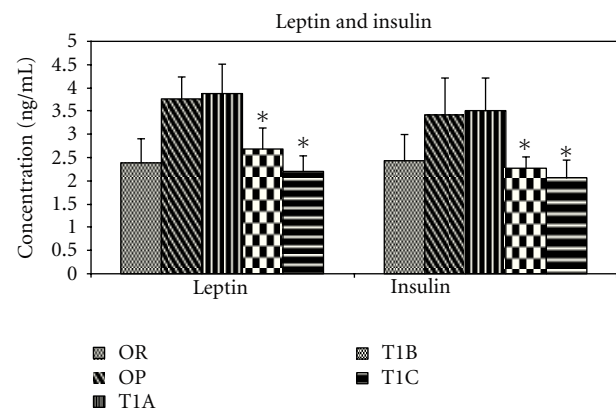 Leptin and insulin
Concentration (ng/mL)
5
4.5
4
3.5
3
2.5
2
1.5
1
0.5
0
* * * *
Leptin Insulin
OR T1B
OP T1C
T1A